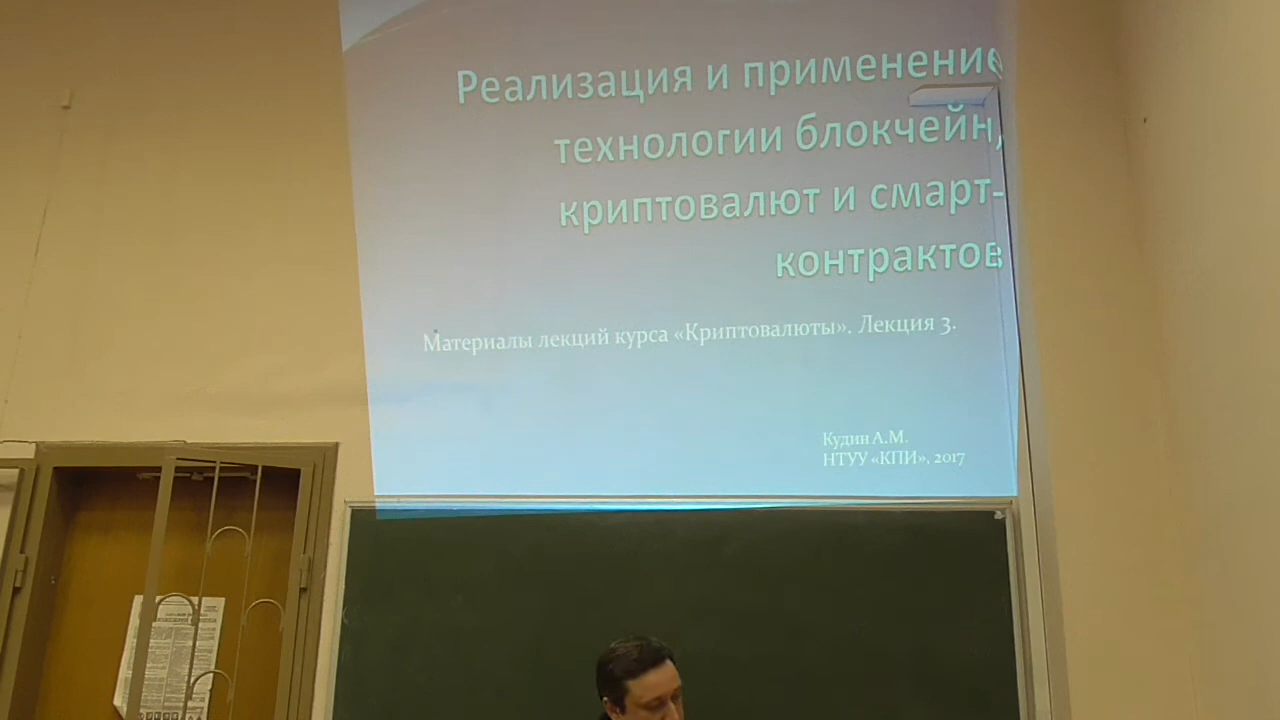 Реализация и применение
технологии блокчейн,
криптовалют и смарт-
контрактов
Материалы лекций курса «Криптовалюты». Лекция 3.
Кудин А.М.
НТУУ «КПИ», 2017